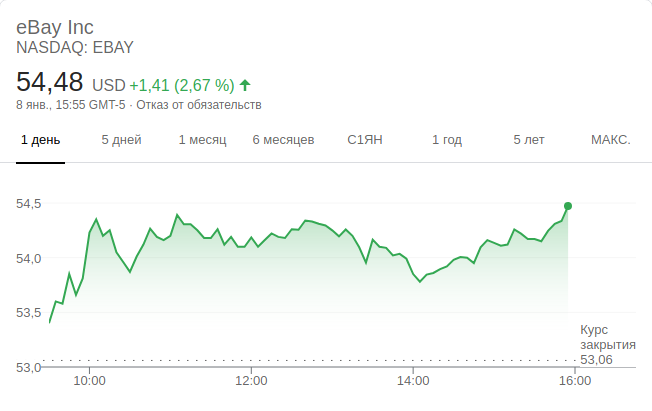 eBay Inc
NASDAQ: EBAY
54,48 USD +1,41 (2,67 %)
8 янв., 15:55 GMT-5 · Отказ от обязательств
1 день 5 дней 1 месяц 6 месяцев С1ЯН 1 год 5 лет МАКС.
54.5
54.0
53,5
Курс
закрытия
53,06
53,0
10:00 12:00 14:00 16:00